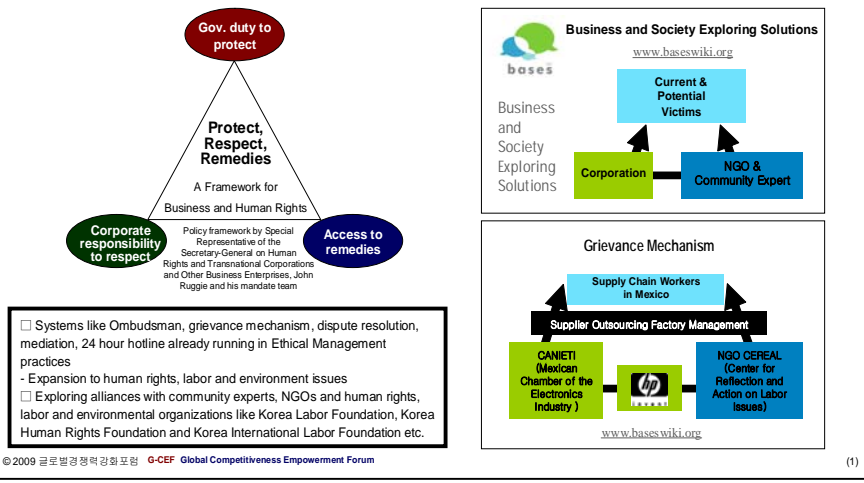 Gov. duty to
protect
Protect,
Respect,
Remedies
A Framework for
Business and Human Rights
Corporate
responsibility
to respect
Policy framework by Special
Representative of the
Secretary-General on Human
Rights and Transnational Corporations
and Other Business Enterprises, John
Ruggie and his mandate team
Access to
remedies
□ Systems like Ombudsman, grievance mechanism, dispute resolution,
mediation, 24 hour hotline already running in Ethical Management
practices
- Expansion to human rights, labor and environment issues
□ Exploring alliances with community experts, NGOs and human rights,
labor and environmental organizations like Korea Labor Foundation, Korea
Human Rights Foundation and Korea International Labor Foundation etc.
bases
Business
and
Society
Exploring
Solutions
Business and Society Exploring Solutions
www.baseswiki.org
Current &
Potential
Victims
Corporation
NGO &
Community Expert
Grievance Mechanism
Supply Chain Workers
in Mexico
Supplier Outsourcing Factory Management
CANIETI
(Mexican
Chamber of the
Electronics
Industry )
hp
invent
NGO CEREAL
(Center for
Reflection and
Action on Labor
Issues)
www.baseswiki.org
© 2009 글로벌경쟁력강화포럼 G-CEF Global Competitiveness Empowerment Forum
(1)